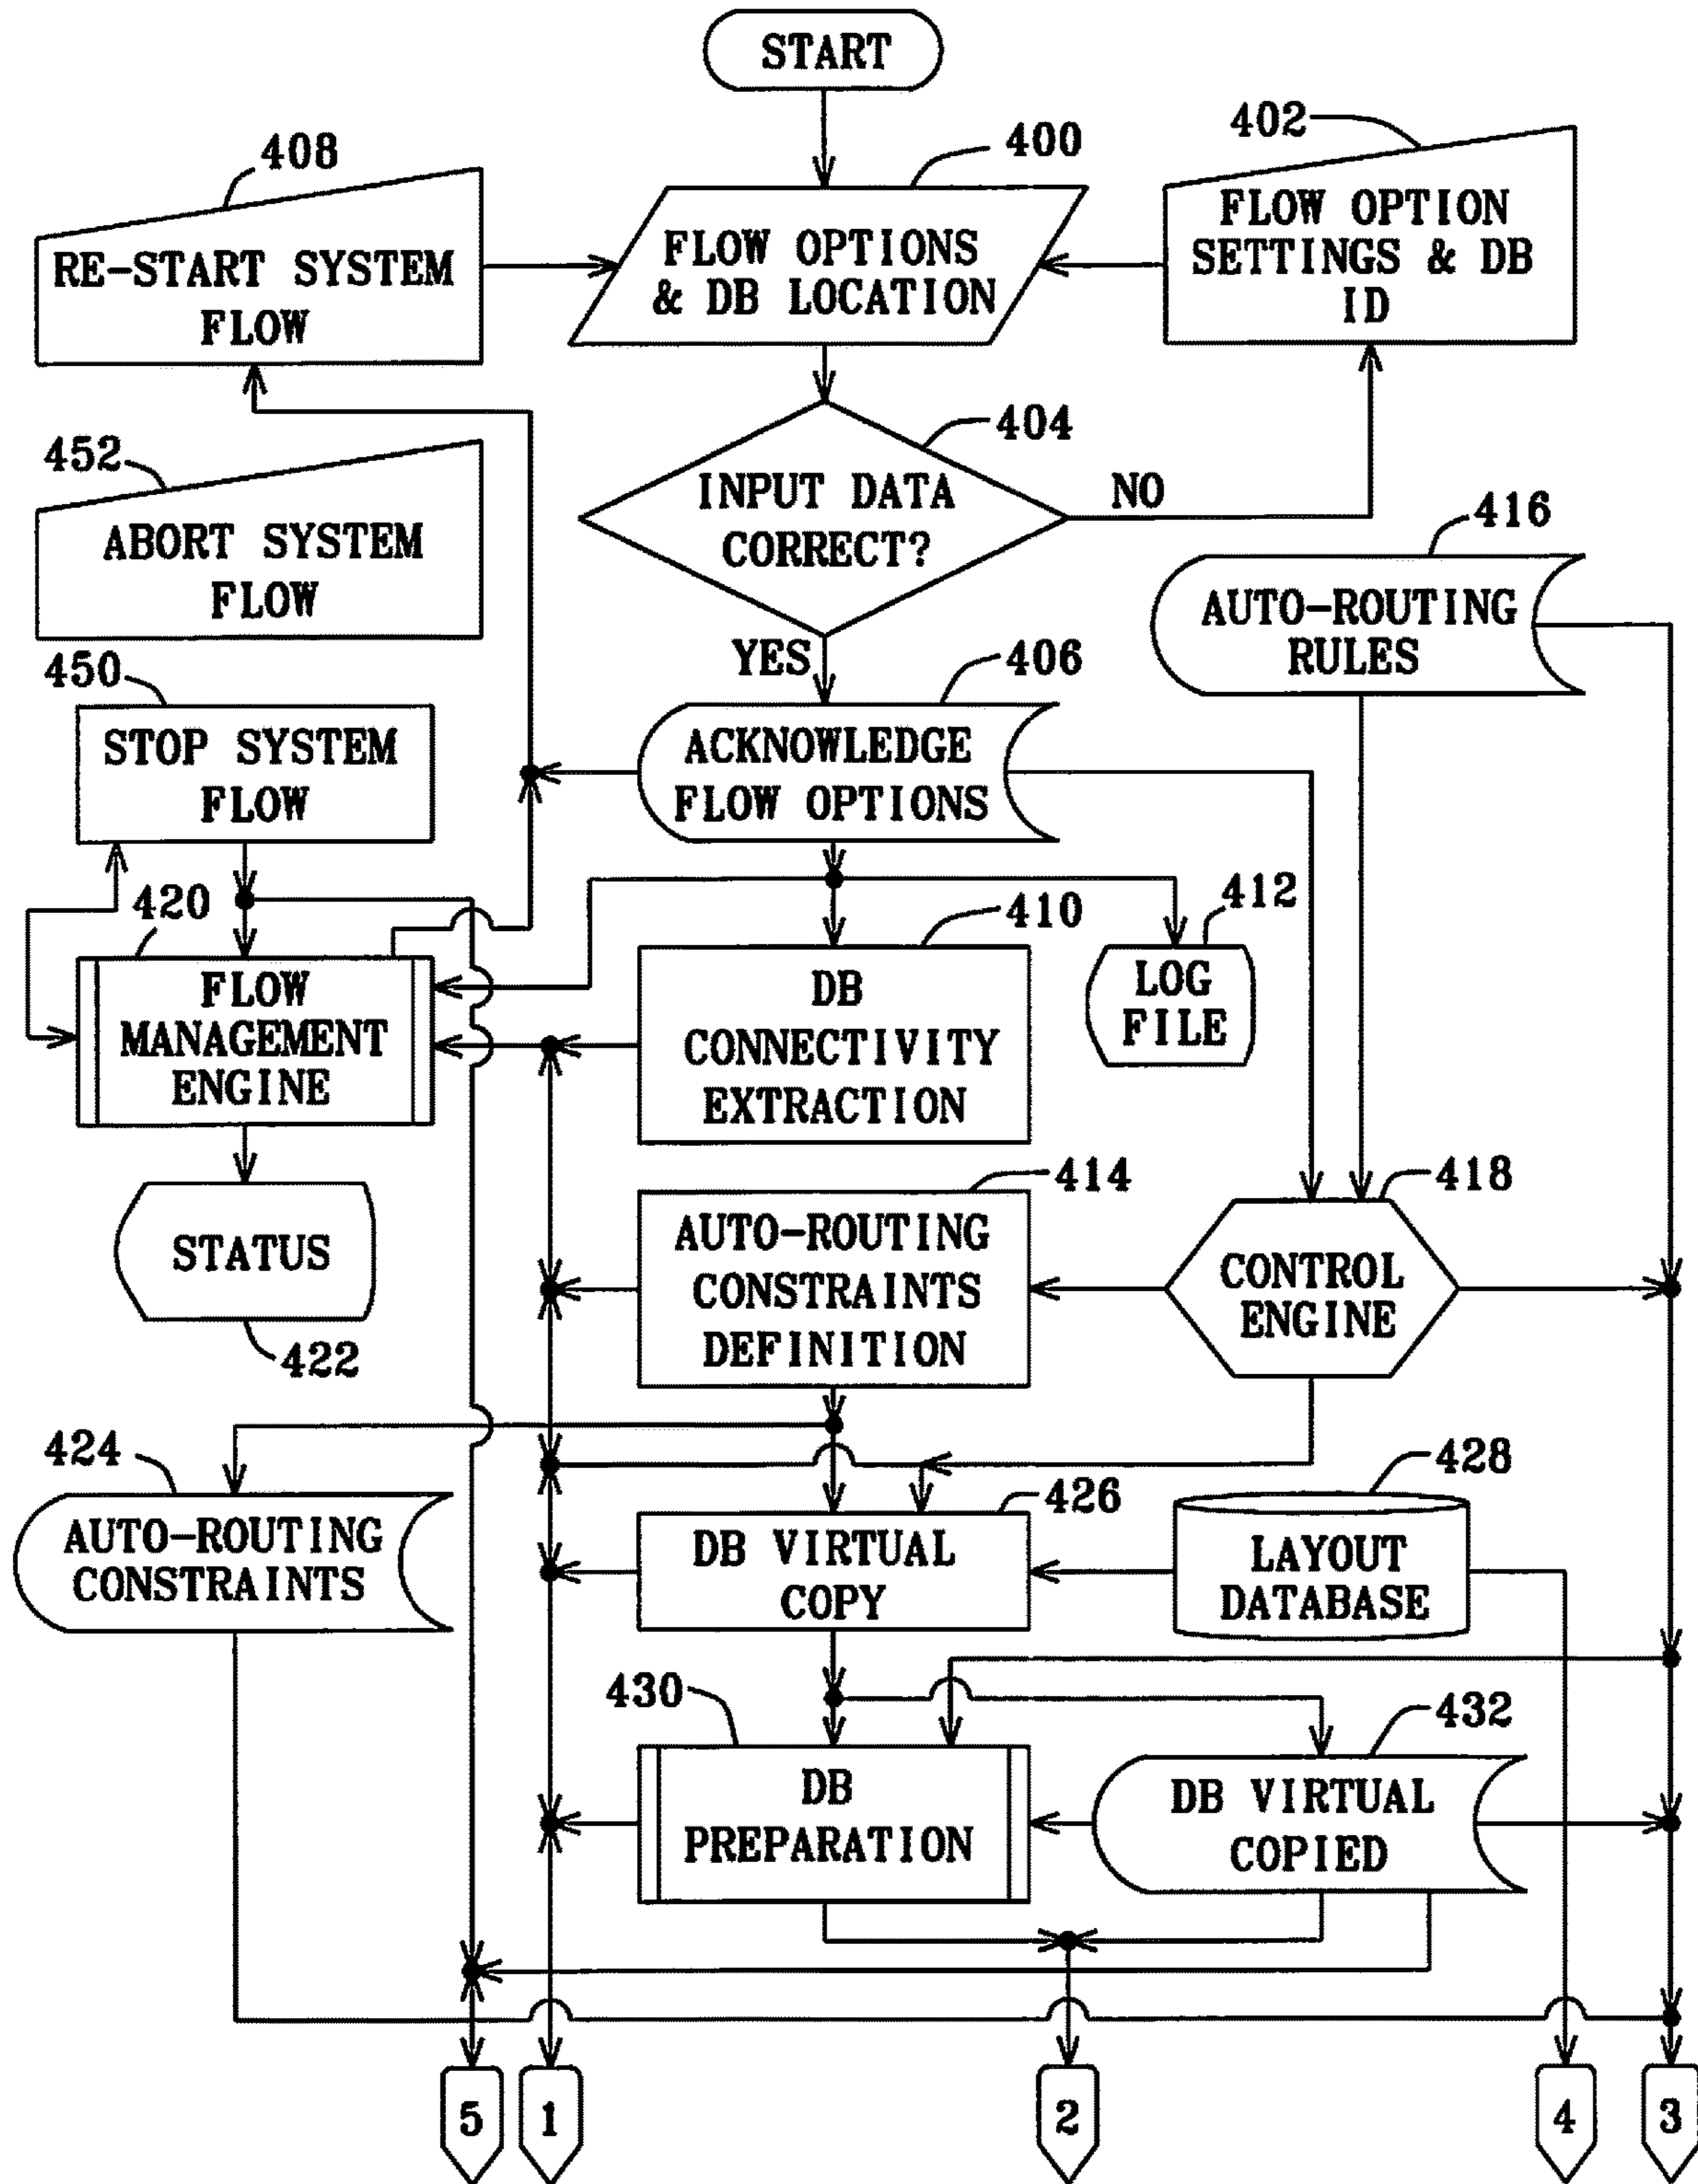 START
408
400
402
RE-START SYSTEM
FLOW
FLOW OPTIONS
& DB LOCATION
FLOW OPTION
SETTINGS & DB
ID
452
ABORT SYSTEM
FLOW
404
INPUT DATA
CORRECT?
NO
YES
416
AUTO-ROUTING
RULES
450
STOP SYSTEM
FLOW
406
ACKNOWLEDGE
FLOW OPTIONS
420
FLOW
MANAGEMENT
ENGINE
410
DB
CONNECTIVITY
EXTRACTION
412
LOG
FILE
STATUS
422
414
AUTO-ROUTING
CONSTRAINTS
DEFINITION
418
CONTROL
ENGINE
424
AUTO-ROUTING
CONSTRAINTS
426
DB VIRTUAL
COPY
428
LAYOUT
DATABASE
430
DB
PREPARATION
432
DB VIRTUAL
COPIED
5
1
2
4
3